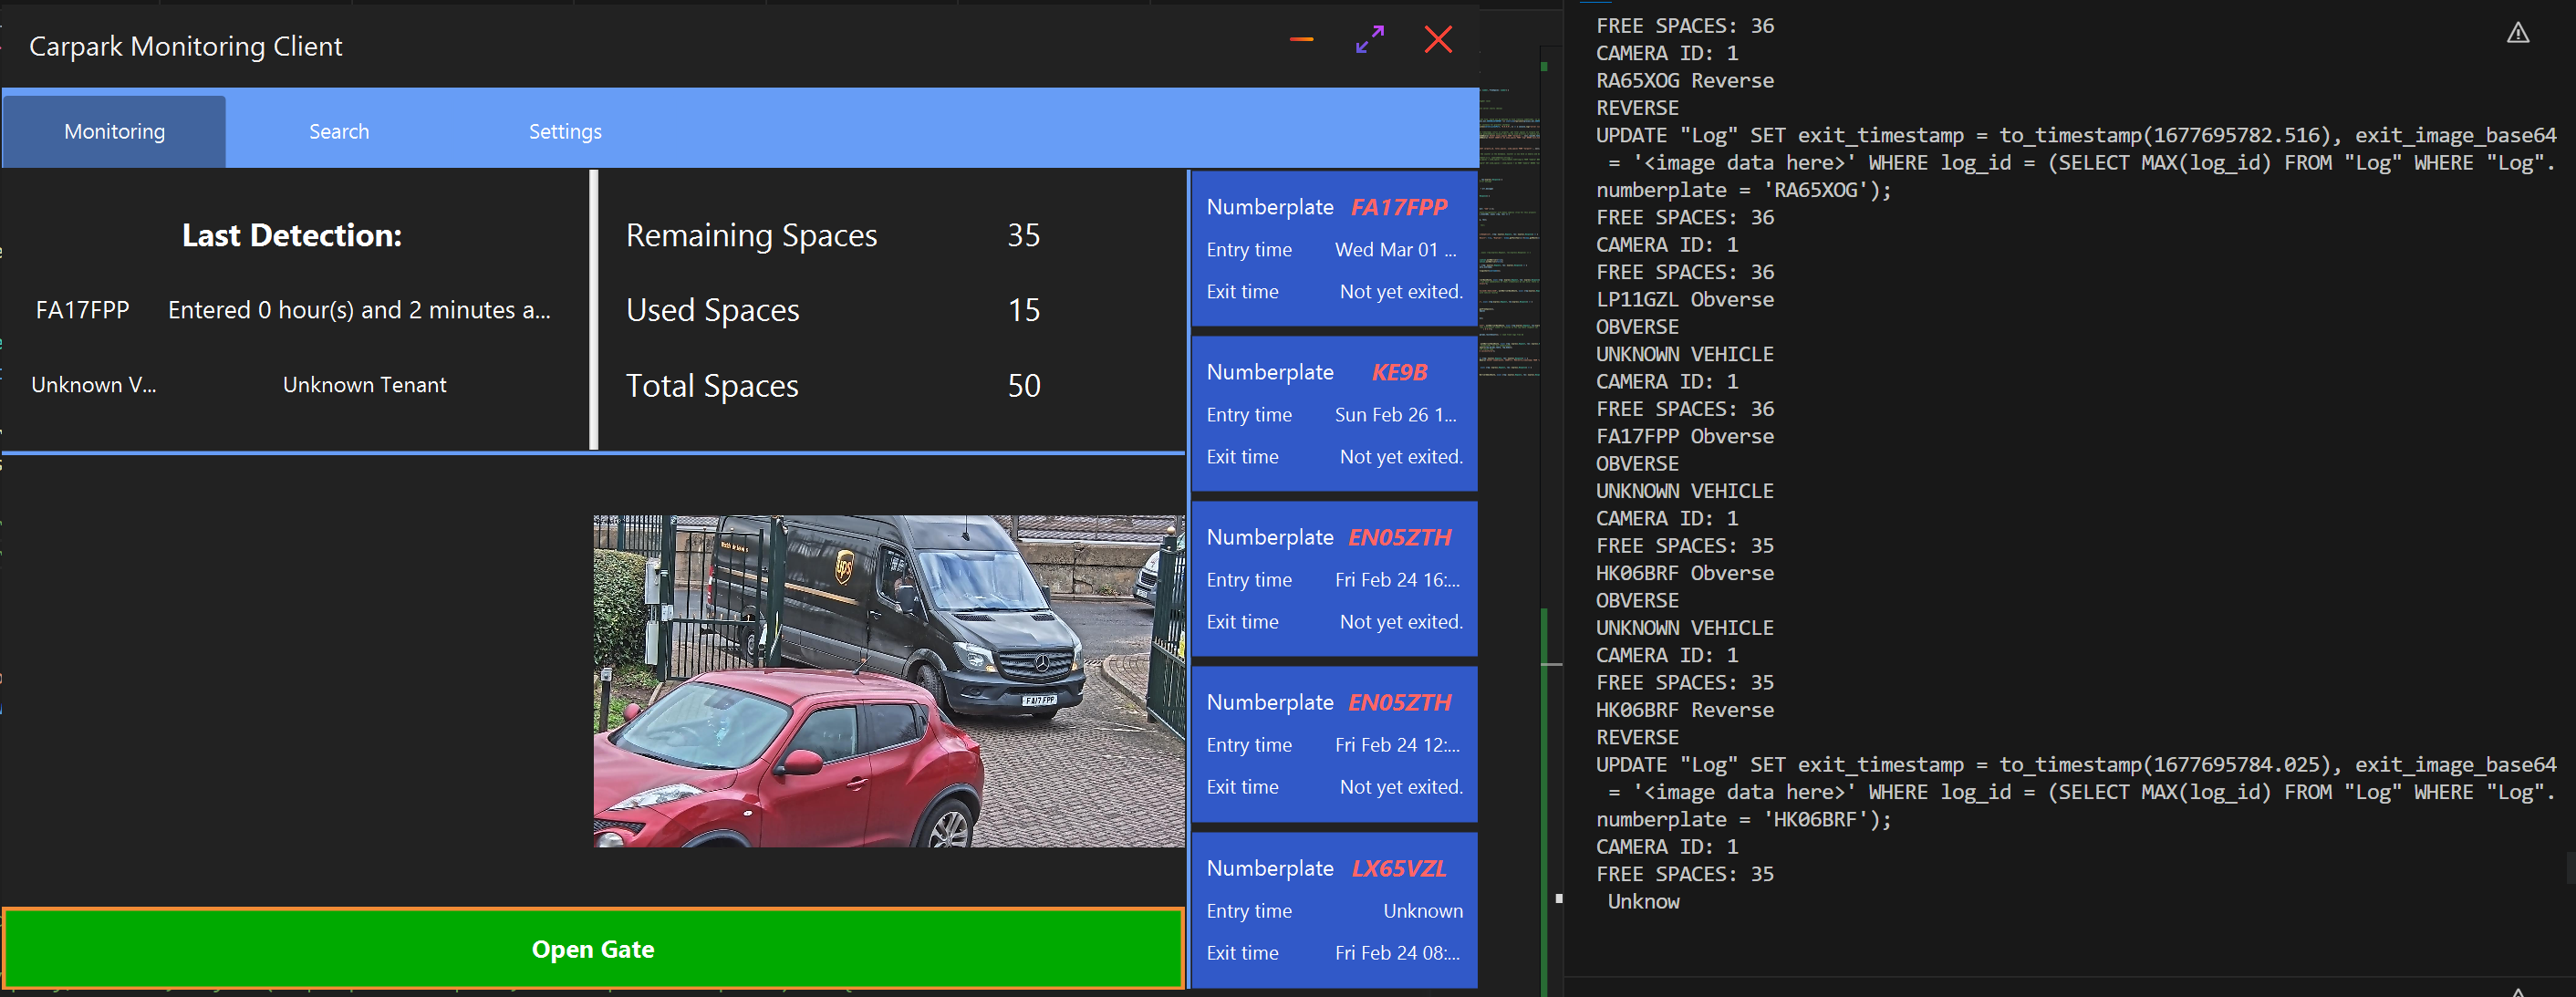 Carpark Monitoring Client
Monitoring
Search
Settings
Last Detection:
FA17FPP Entered 0 hour(s) and 2 minutes a...
Unknown V... Unknown Tenant
Remaining Spaces 35
Used Spaces 15
Total Spaces 50
ups
FA17 FPP
Open Gate
Numberplate FA17FPP
Entry time Wed Mar 01 ...
Exit time Not yet exited.
Numberplate KE9B
Entry time Sun Feb 26 1...
Exit time Not yet exited.
Numberplate EN05ZTH
Entry time Fri Feb 24 16:...
Exit time Not yet exited.
Numberplate EN05ZTH
Entry time Fri Feb 24 12:...
Exit time Not yet exited.
Numberplate LX65VZL
Entry time Unknown
Exit time Fri Feb 24 08:...
FREE SPACES: 36
CAMERA ID: 1
RA65XOG Reverse
REVERSE
UPDATE "Log" SET exit_timestamp = to_timestamp(1677695782.516), exit_image_base64
= '<image data here>' WHERE log_id = (SELECT MAX(log_id) FROM "Log" WHERE "Log".
numberplate = 'RA65XOG');
FREE SPACES: 36
CAMERA ID: 1
FREE SPACES: 36
LP11GZL Obverse
OBVERSE
UNKNOWN VEHICLE
CAMERA ID: 1
FREE SPACES: 36
FA17FPP Obverse
OBVERSE
UNKNOWN VEHICLE
CAMERA ID: 1
FREE SPACES: 35
HK06BRF Obverse
OBVERSE
UNKNOWN VEHICLE
CAMERA ID: 1
FREE SPACES: 35
HK06BRF Reverse
REVERSE
UPDATE "Log" SET exit_timestamp = to_timestamp(1677695784.025), exit_image_base64
= '<image data here>' WHERE log_id = (SELECT MAX(log_id) FROM "Log" WHERE "Log".
numberplate = 'HK06BRF');
CAMERA ID: 1
FREE SPACES: 35
Unknow